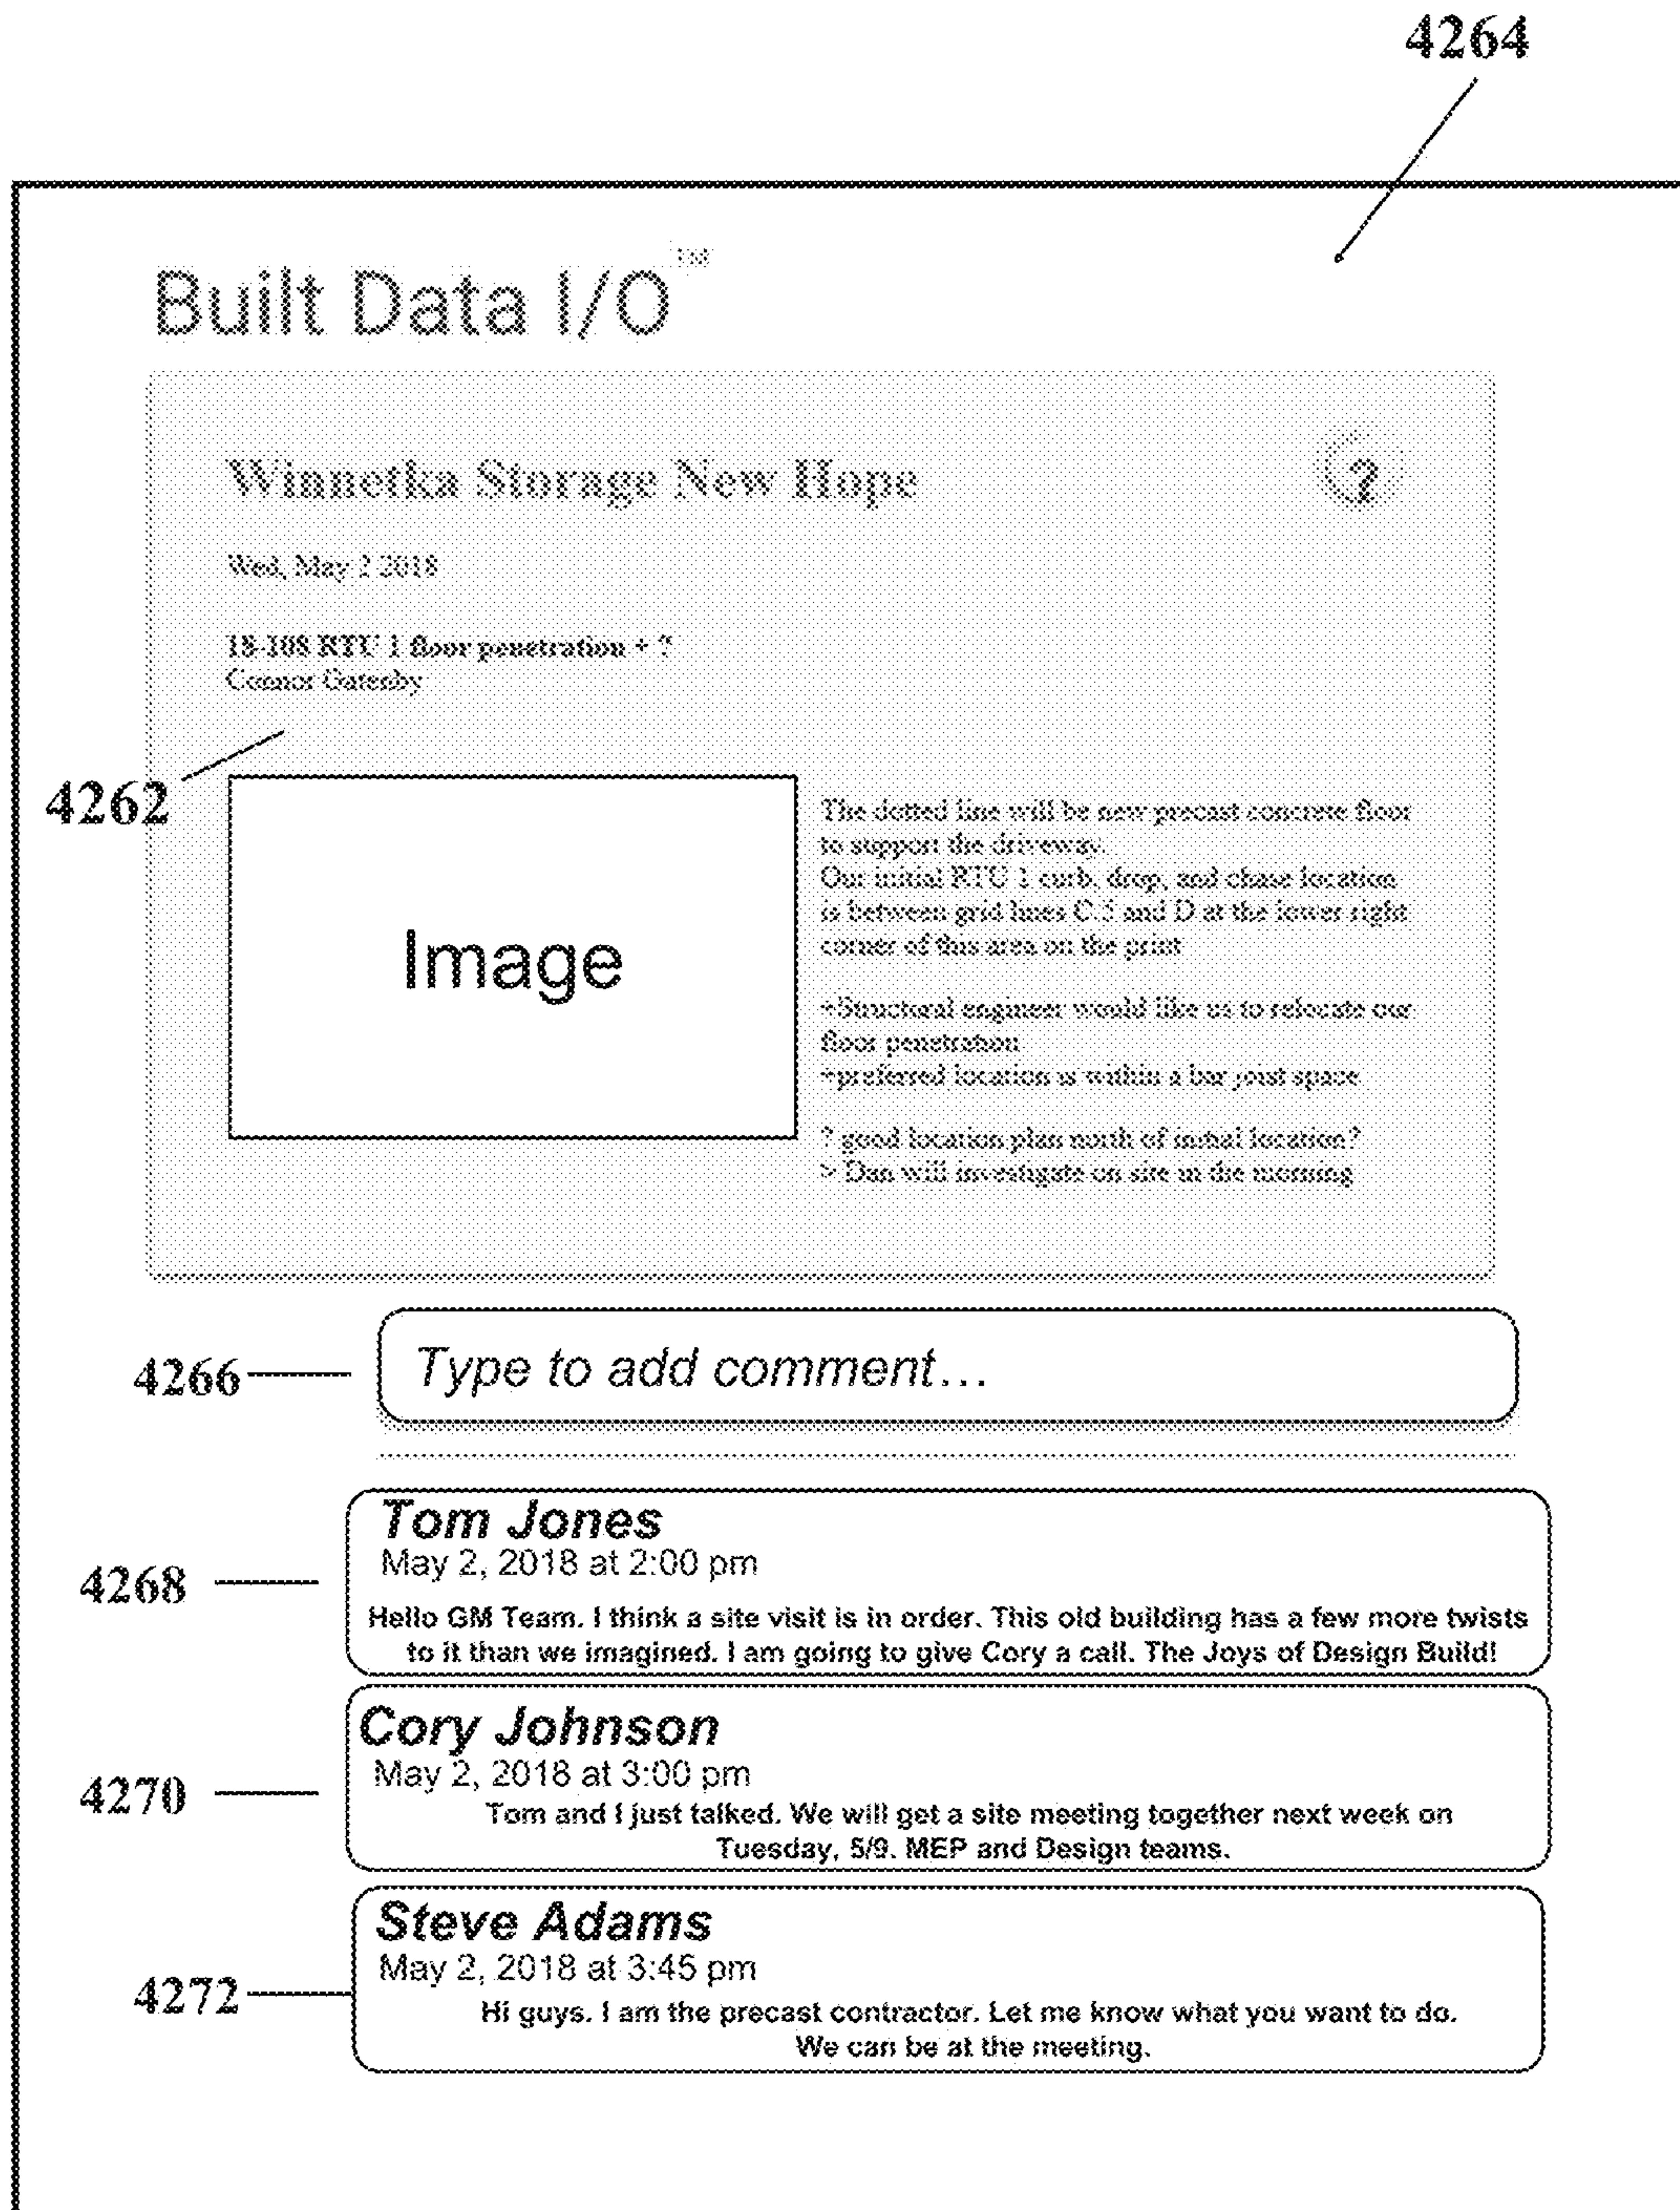 4264
Built Data I/O™
Winnetka Storage New Hope
?
Wed, May 2 2018
18-108 RTU 1 floor penetration + ?
Connor Gatenby
4262
Image
The dotted line will be new precast concrete floor
to support the driveway.
Our initial RTU 1 curb, drop, and chase location
is between grid lines C.5 and D at the lower right
corner of this area on the print
+Structural engineer would like us to relocate our
floor penetration
+preferred location is within a bar joist space
? good location plan north of initial location?
> Dan will investigate on site in the morning
4266
Type to add comment...
4268
Tom Jones
May 2, 2018 at 2:00 pm
Hello GM Team. I think a site visit is in order. This old building has a few more twists
to it than we imagined. I am going to give Cory a call. The Joys of Design Build!
4270
Cory Johnson
May 2, 2018 at 3:00 pm
Tom and I just talked. We will get a site meeting together next week on
Tuesday, 5/9. MEP and Design teams.
4272
Steve Adams
May 2, 2018 at 3:45 pm
Hi guys. I am the precast contractor. Let me know what you want to do.
We can be at the meeting.